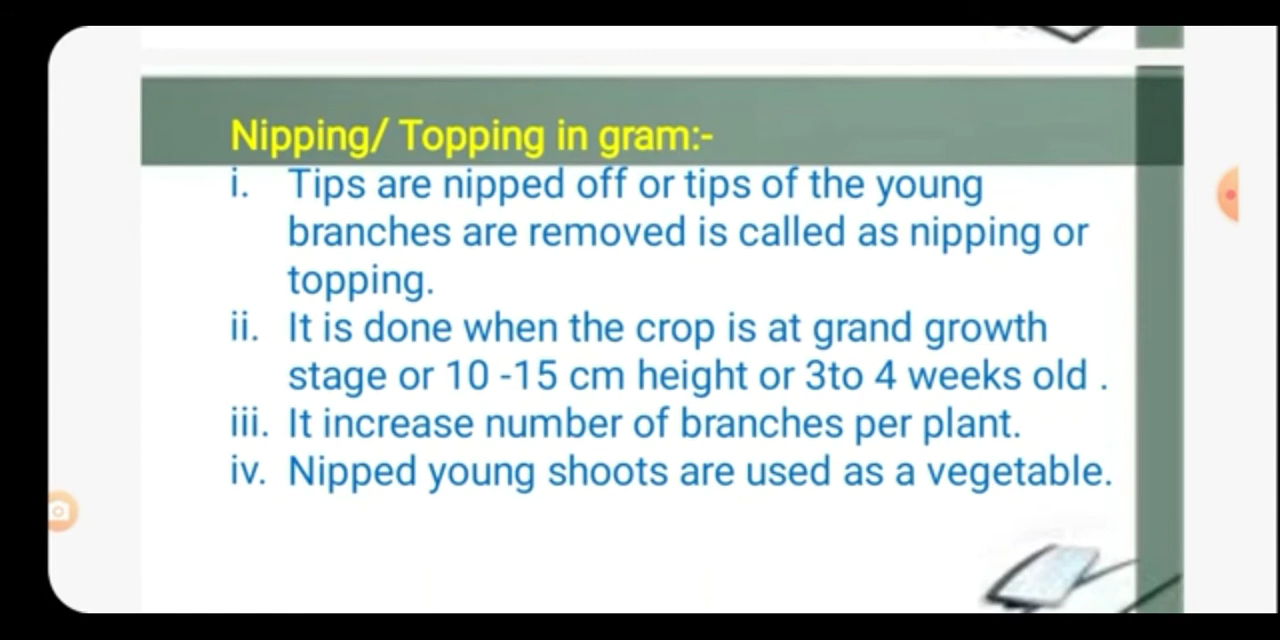 Nipping/ Topping in gram:-
i. Tips are nipped off or tips of the young
branches are removed is called as nipping or
topping.
ii. It is done when the crop is at grand growth
stage or 10 -15 cm height or 3to 4 weeks old .
iii. It increase number of branches per plant.
iv. Nipped young shoots are used as a vegetable.